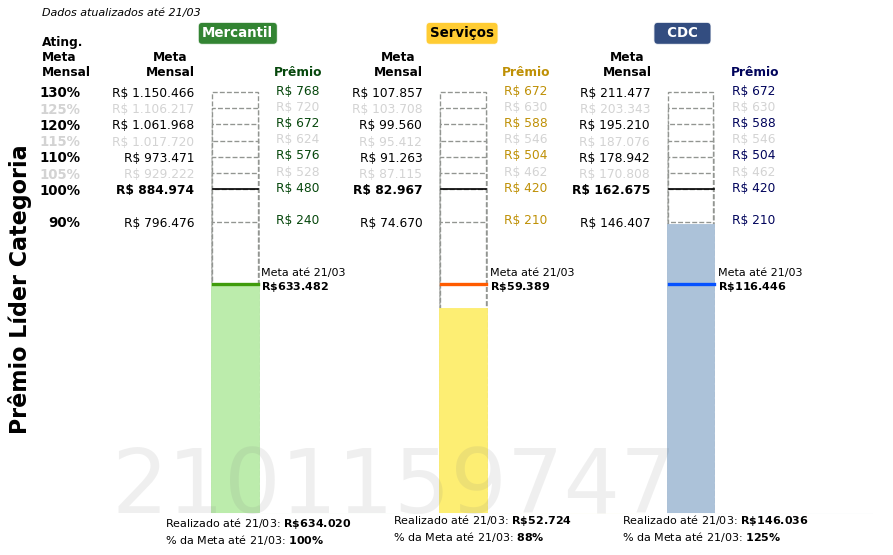 Dados atualizados até 21/03
Mercantil Serviços CDC
Ating. Meta Mensal
Meta Mensal Prêmio Meta Mensal Prêmio Meta Mensal Prêmio
130% R$ 1.150.466 R$ 768 R$ 107.857 R$ 672 R$ 211.477 R$ 672
125% R$ 1.106.217 R$ 720 R$ 103.708 R$ 630 R$ 203.343 R$ 630
120% R$ 1.061.968 R$ 672 R$ 99.560 R$ 588 R$ 195.210 R$ 588
115% R$ 1.017.720 R$ 624 R$ 95.412 R$ 546 R$ 187.076 R$ 546
110% R$ 973.471 R$ 576 R$ 91.263 R$ 504 R$ 178.942 R$ 504
105% R$ 929.222 R$ 528 R$ 87.115 R$ 462 R$ 170.808 R$ 462
100% R$ 884.974 R$ 480 R$ 82.967 R$ 420 R$ 162.675 R$ 420
90% R$ 796.476 R$ 240 R$ 74.670 R$ 210 R$ 146.407 R$ 210
Prêmio Líder Categoria
Meta até 21/03 Meta até 21/03 Meta até 21/03
R$633.482 R$59.389 R$116.446
2101159747
Realizado até 21/03: R$634.020 Realizado até 21/03: R$52.724 Realizado até 21/03: R$146.036
% da Meta até 21/03: 100% % da Meta até 21/03: 88% % da Meta até 21/03: 125%